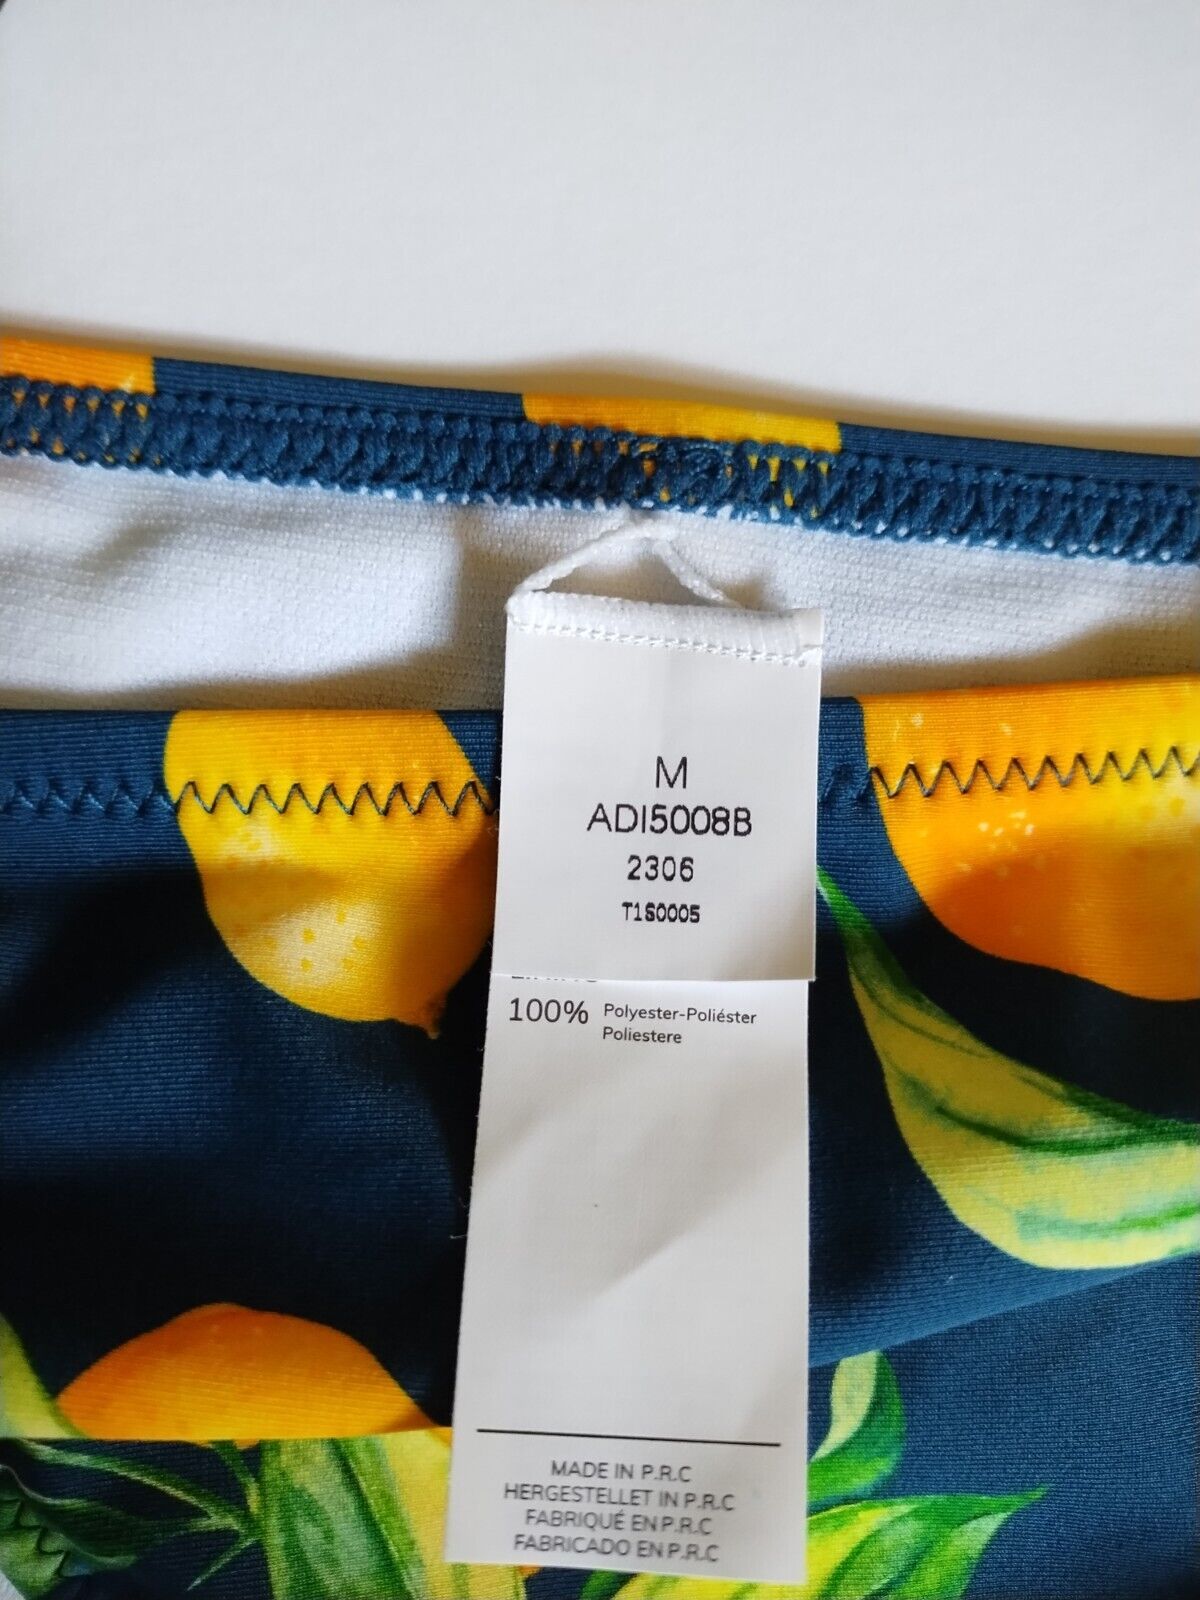 M
ADI5008B
2306
T1S0005
100% Polyester-Poliéster
Poliestere
MADE IN P.R.C
HERGESTELLET IN P.R.C
FABRIQUÉ EN P.R.C
FABRICADO EN P.R.C